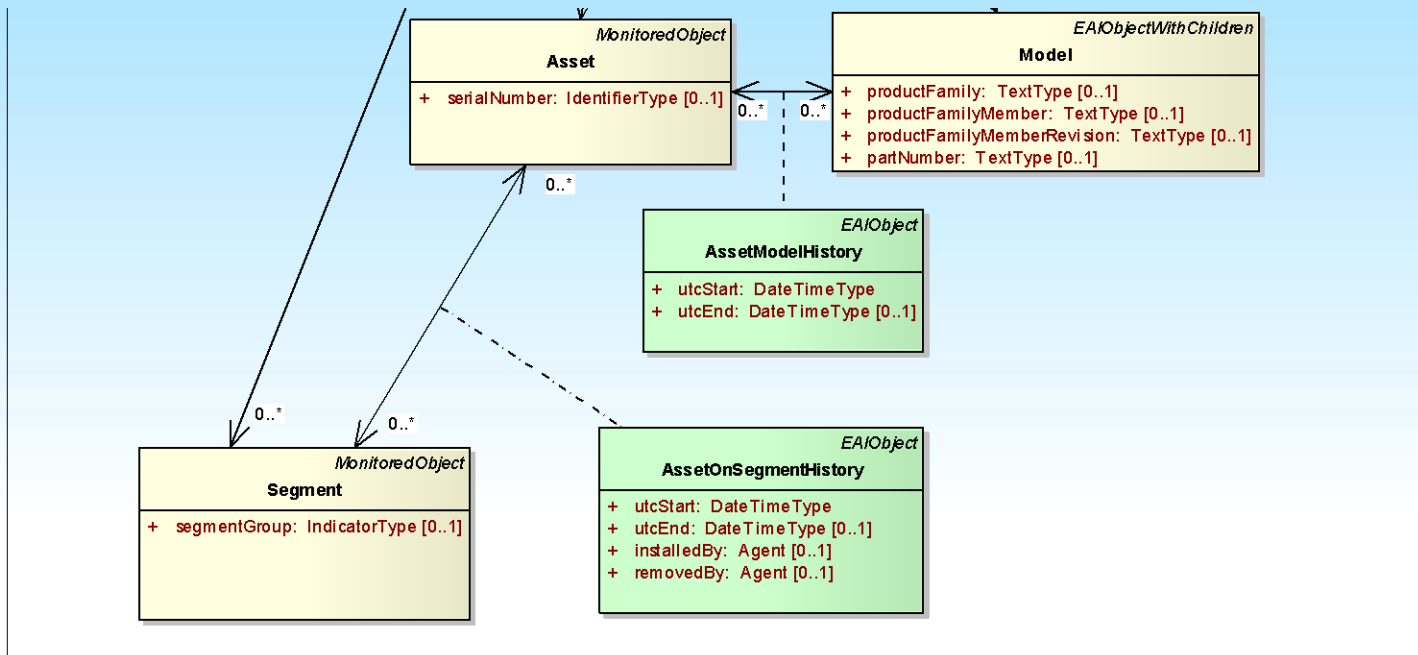 MonitoredObject
Asset
+ serialNumber: IdentifierType [0..1]
EAIObjectWithChildren
Model
+ productFamily: TextType [0..1]
+ productFamilyMember: TextType [0..1]
+ productFamilyMemberRevision: TextType [0..1]
+ partNumber: TextType [0..1]
0..*
0..*
0..*
EAIObject
AssetModelHistory
+ utcStart: DateTimeType
+ utcEnd: DateTimeType [0..1]
0..*
0..*
MonitoredObject
Segment
+ segmentGroup: IndicatorType [0..1]
EAIObject
AssetOnSegmentHistory
+ utcStart: DateTimeType
+ utcEnd: DateTimeType [0..1]
+ installedBy: Agent [0..1]
+ removedBy: Agent [0..1]